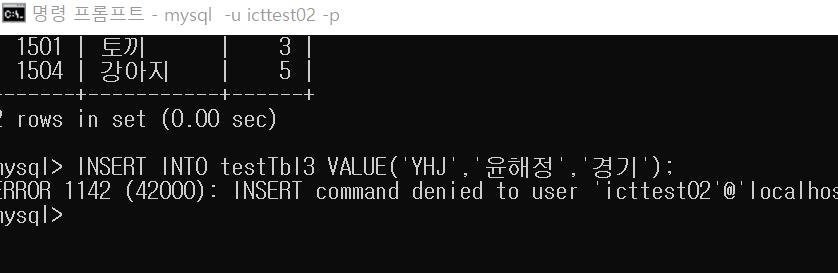 명령 프롬프트 - mysql  -u icttest02 -p
1501 | 토끼 | 3 |
1504 | 강아지 | 5 |
-------+-----------+------+
rows in set (0.00 sec)
mysql> INSERT INTO testTbl3 VALUE('YHJ','윤해정','경기');
ERROR 1142 (42000): INSERT command denied to user 'icttest02'@'localhos
mysql>